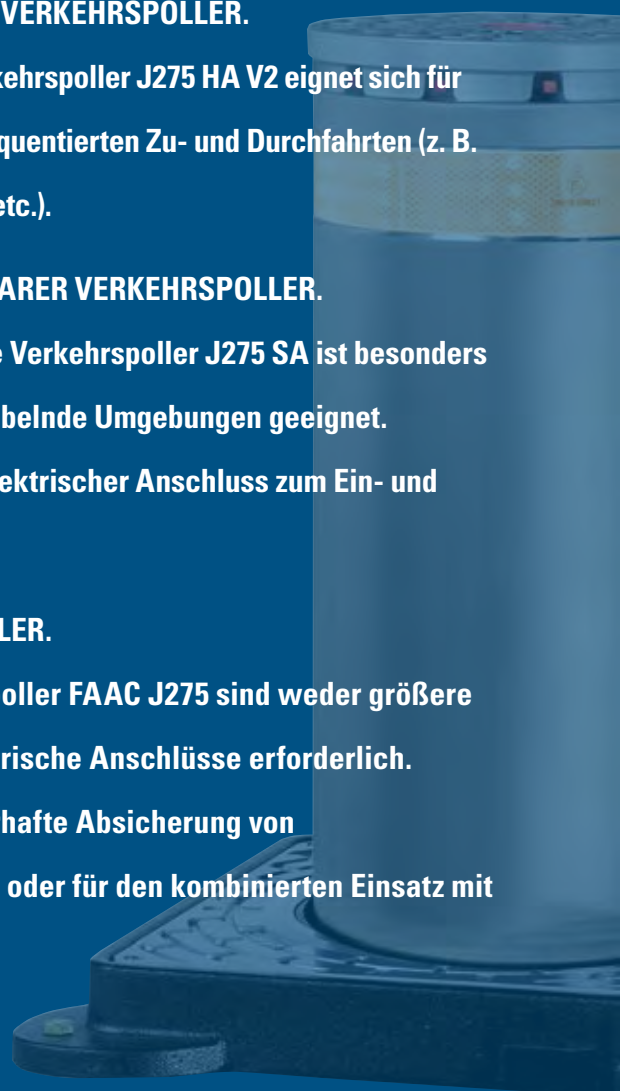 VERKEHRSPOLLER.
kehrspoller J275 HA V2 eignet sich für
quentierten Zu- und Durchfahrten (z. B.
etc.).
ARER VERKEHRSPOLLER.
e Verkehrspoller J275 SA ist besonders
belnde Umgebungen geeignet.
ektrischer Anschluss zum Ein- und
LER.
oller FAAC J275 sind weder größere
rische Anschlüsse erforderlich.
hafte Absicherung von
oder für den kombinierten Einsatz mit